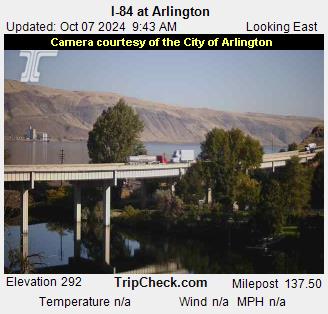 I-84 at Arlington
Updated: Oct 07 2024 9:43 AM Looking East
Camera courtesy of the City of Arlington
Elevation 292 TripCheck.com Milepost 137.50
Temperature n/a Wind n/a MPH n/a